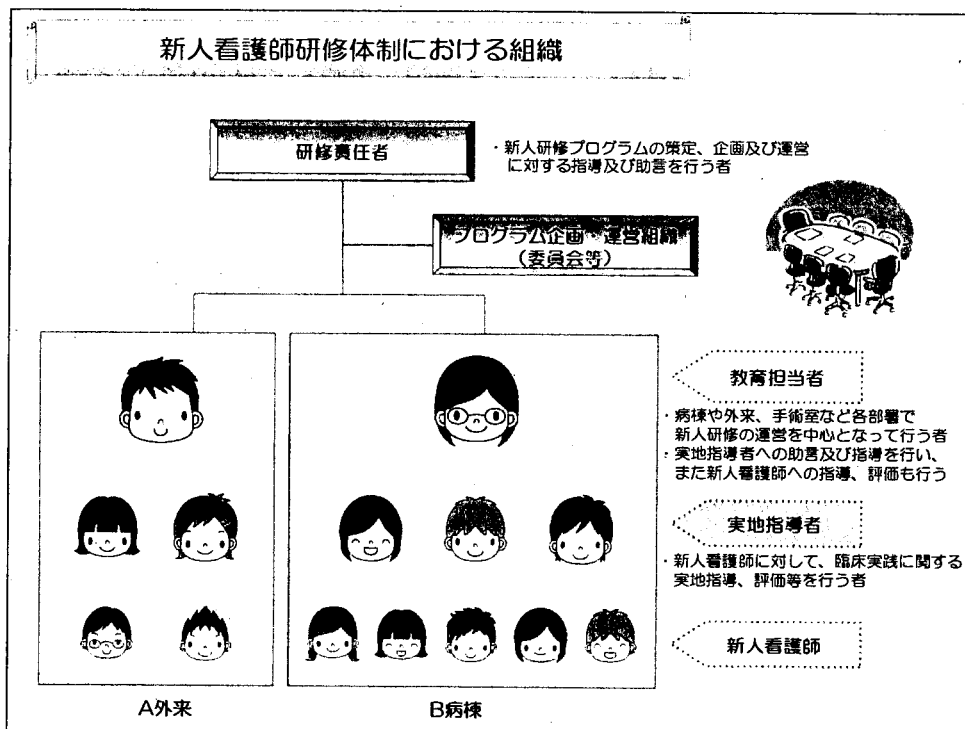 新人看護師研修体制における組織
研修責任者
・新人研修プログラムの策定、企画及び運営
に対する指導及び助言を行う者
プログラム企画・運営組織
（委員会等）
教育担当者
・病棟や外来、手術室など各部署で
新人研修の運営を中心となって行う者
・実地指導者への助言及び指導を行い、
また新人看護師への指導、評価も行う
実地指導者
・新人看護師に対して、臨床実践に関する
実地指導、評価等を行う者
新人看護師
A外来
B病棟